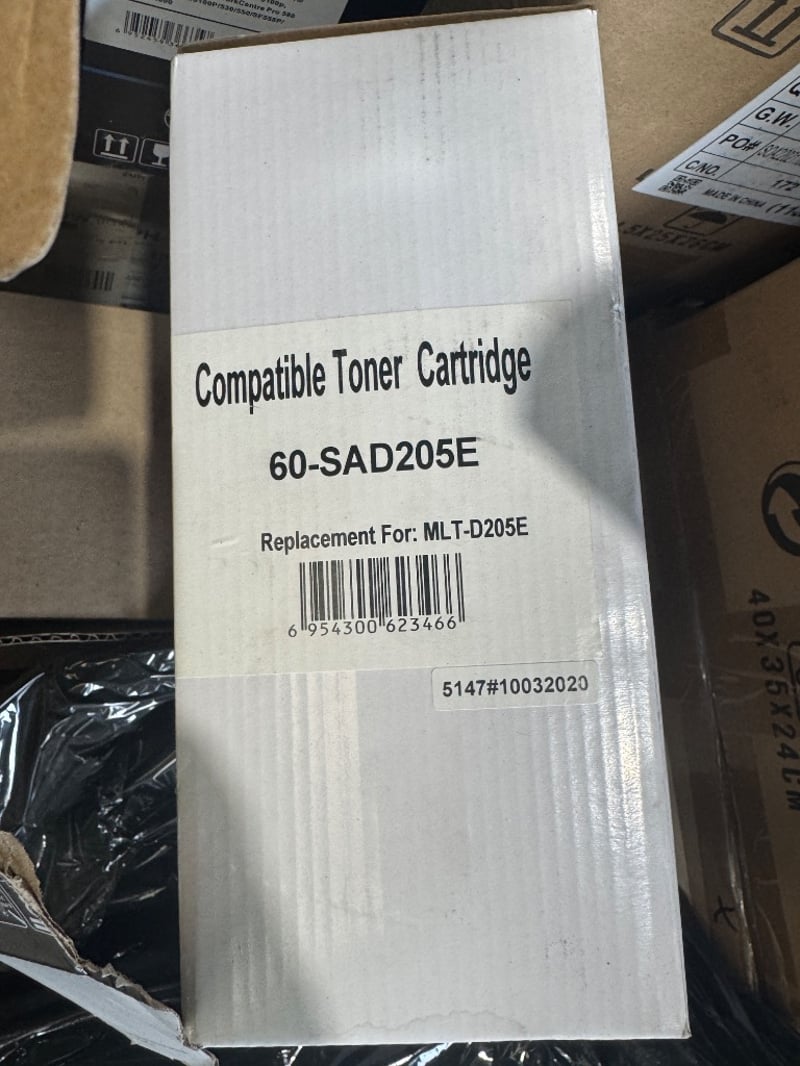 Compatible Toner Cartridge
60-SAD205E
Replacement For: MLT-D205E
6 954300 623466
5147#10032020
G.W.
PO#
C/NO.
172
MADE IN CHINA
40X35X24CM